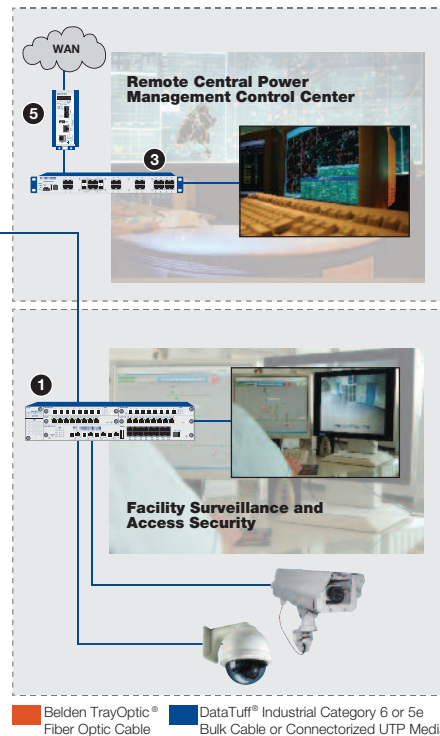 WAN
5
Remote Central Power
Management Control Center
3
1
Facility Surveillance and
Access Security
Belden TrayOptic®
Fiber Optic Cable
DataTuff® Industrial Category 6 or 5e
Bulk Cable or Connectorized UTP Medi